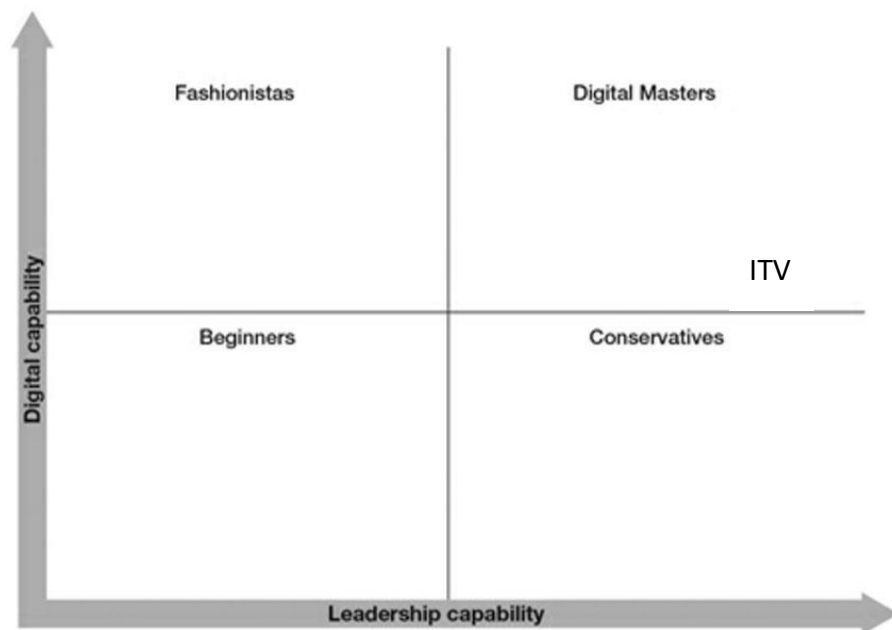 Fashionistas
Digital Masters
ITV
Digital capability
Beginners
Conservatives
Leadership capability